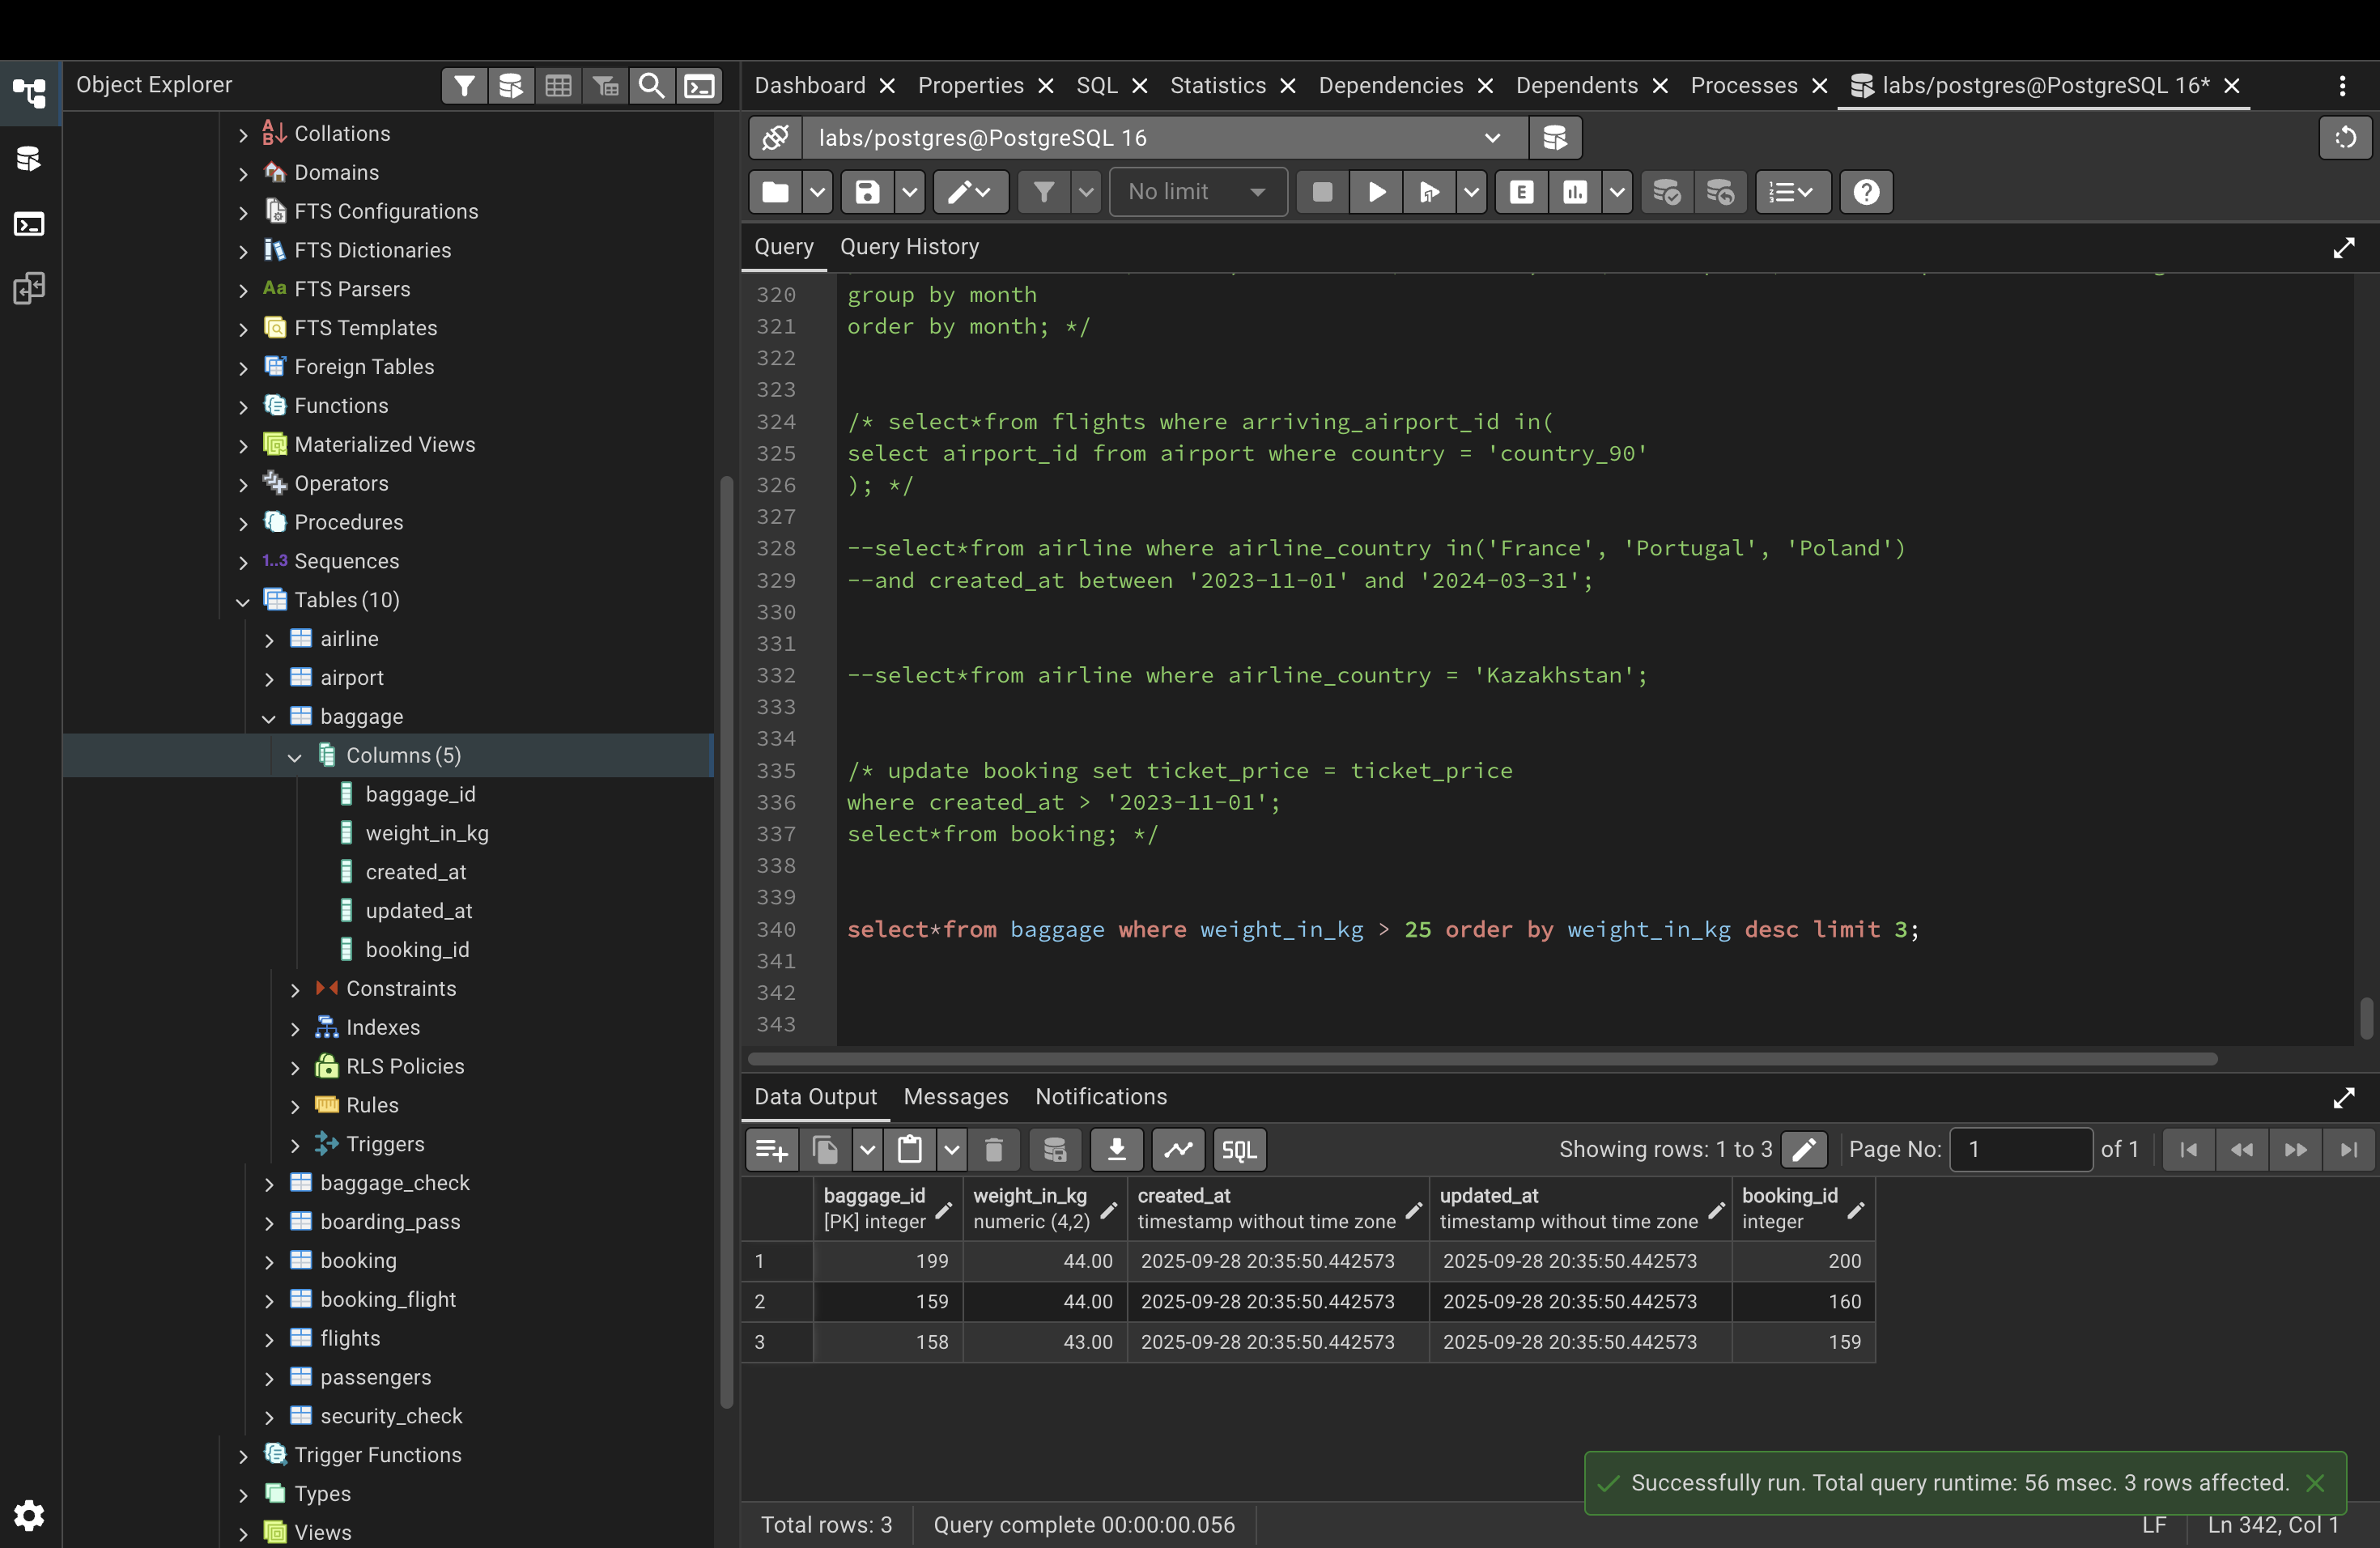 Object Explorer
Collations
Domains
FTS Configurations
FTS Dictionaries
Aa FTS Parsers
FTS Templates
Foreign Tables
Functions
Materialized Views
Operators
Procedures
1..3 Sequences
Tables (10)
airline
airport
baggage
Columns (5)
baggage_id
weight_in_kg
created_at
updated_at
booking_id
Constraints
Indexes
RLS Policies
Rules
Triggers
baggage_check
boarding_pass
booking
booking_flight
flights
passengers
security_check
Trigger Functions
Types
Views
Dashboard Properties SQL Statistics Dependencies Dependents Processes labs/postgres@PostgreSQL 16*
labs/postgres@PostgreSQL 16
No limit
E
Query Query History
320 group by month
321 order by month; */
322
323
324 /* select*from flights where arriving_airport_id in(
325 select airport_id from airport where country = 'country_90'
326 ); */
327
328 --select*from airline where airline_country in('France', 'Portugal', 'Poland')
329 --and created_at between '2023-11-01' and '2024-03-31';
330
331
332 --select*from airline where airline_country = 'Kazakhstan';
333
334
335 /* update booking set ticket_price = ticket_price
336 where created_at > '2023-11-01';
337 select*from booking; */
338
339
340 select*from baggage where weight_in_kg > 25 order by weight_in_kg desc limit 3;
341
342
343
Data Output Messages Notifications
SQL Showing rows: 1 to 3 Page No: 1 of 1
baggage_id weight_in_kg created_at updated_at booking_id
[PK] integer numeric (4,2) timestamp without time zone timestamp without time zone integer
1 199 44.00 2025-09-28 20:35:50.442573 2025-09-28 20:35:50.442573 200
2 159 44.00 2025-09-28 20:35:50.442573 2025-09-28 20:35:50.442573 160
3 158 43.00 2025-09-28 20:35:50.442573 2025-09-28 20:35:50.442573 159
Successfully run. Total query runtime: 56 msec. 3 rows affected.
Total rows: 3 Query complete 00:00:00.056 LF Ln 342, Col 1